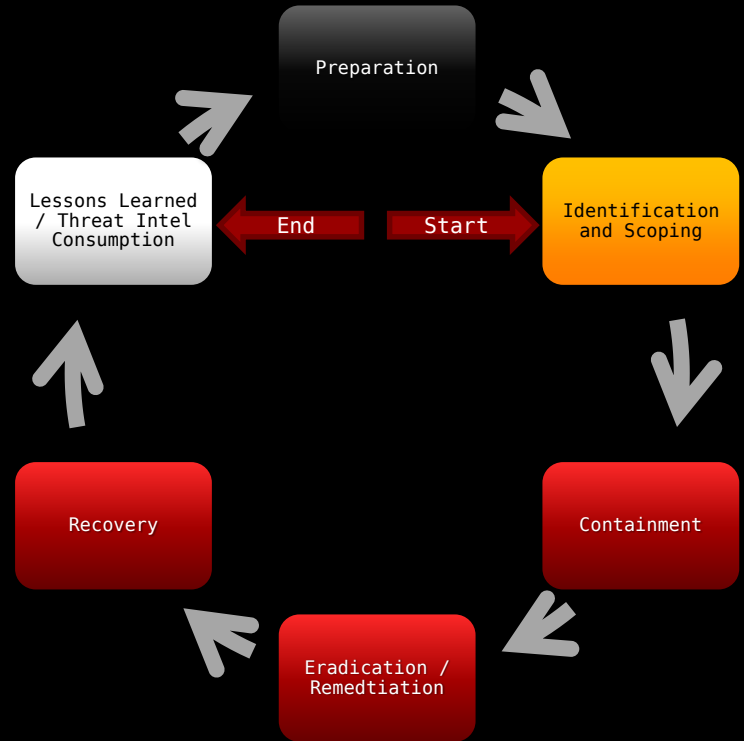 Preparation
Lessons Learned
/ Threat Intel
Consumption
End
Start
Identification
and Scoping
Recovery
Containment
Eradication /
Remedtiation